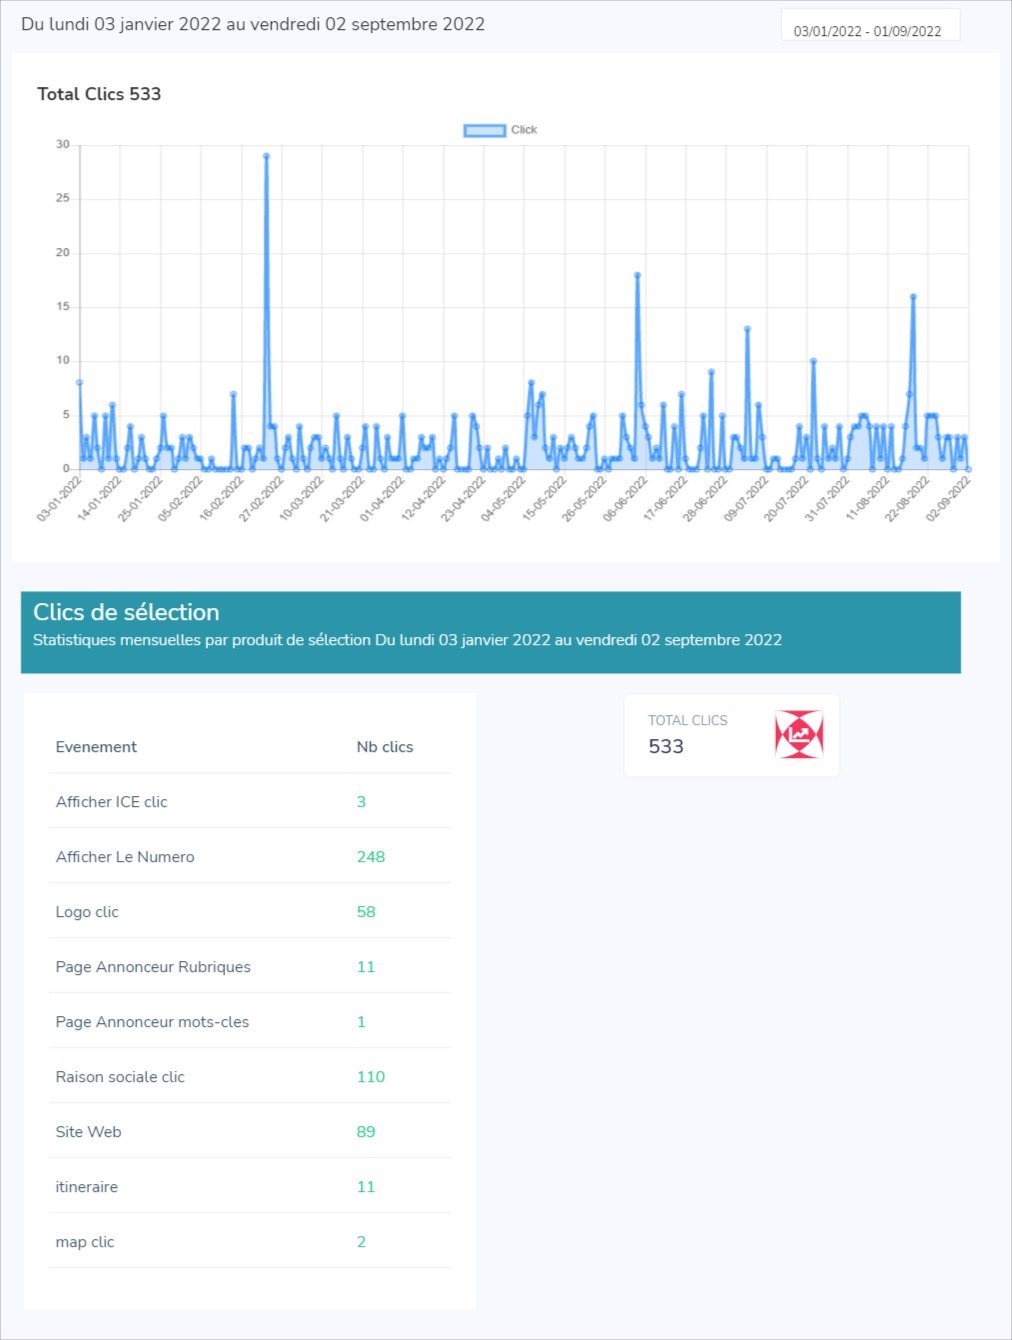 Du lundi 03 janvier 2022 au vendredi 02 septembre 2022
03/01/2022 - 01/09/2022
Total Clics 533
Click
30
25
20
15
10
5
0
03-01-2022
14-01-2022
25-01-2022
05-02-2022
16-02-2022
27-02-2022
10-03-2022
21-03-2022
01-04-2022
12-04-2022
23-04-2022
04-05-2022
15-05-2022
26-05-2022
06-06-2022
17-06-2022
28-06-2022
09-07-2022
20-07-2022
31-07-2022
11-08-2022
22-08-2022
02-09-2022
Clics de sélection
Statistiques mensuelles par produit de sélection Du lundi 03 janvier 2022 au vendredi 02 septembre 2022
Evenement Nb clics
Afficher ICE clic 3
Afficher Le Numero 248
Logo clic 58
Page Annonceur Rubriques 11
Page Annonceur mots-cles 1
Raison sociale clic 110
Site Web 89
itineraire 11
map clic 2
TOTAL CLICS
533